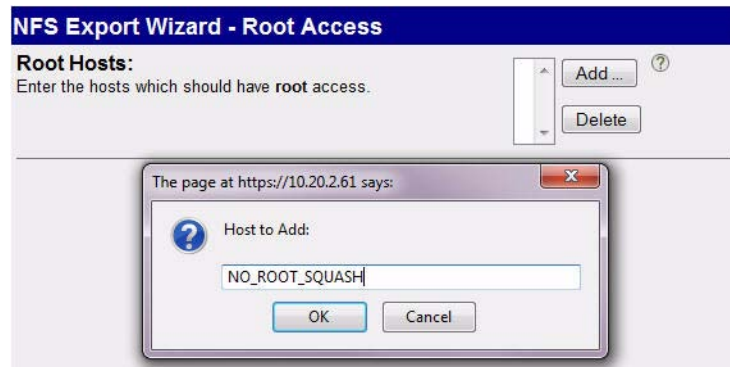 NFS Export Wizard - Root Access
Root Hosts:
Enter the hosts which should have root access.
Add ...
?
Delete
The page at https://10.20.2.61 says:
x
?
Host to Add:
NO_ROOT_SQUASH
OK
Cancel